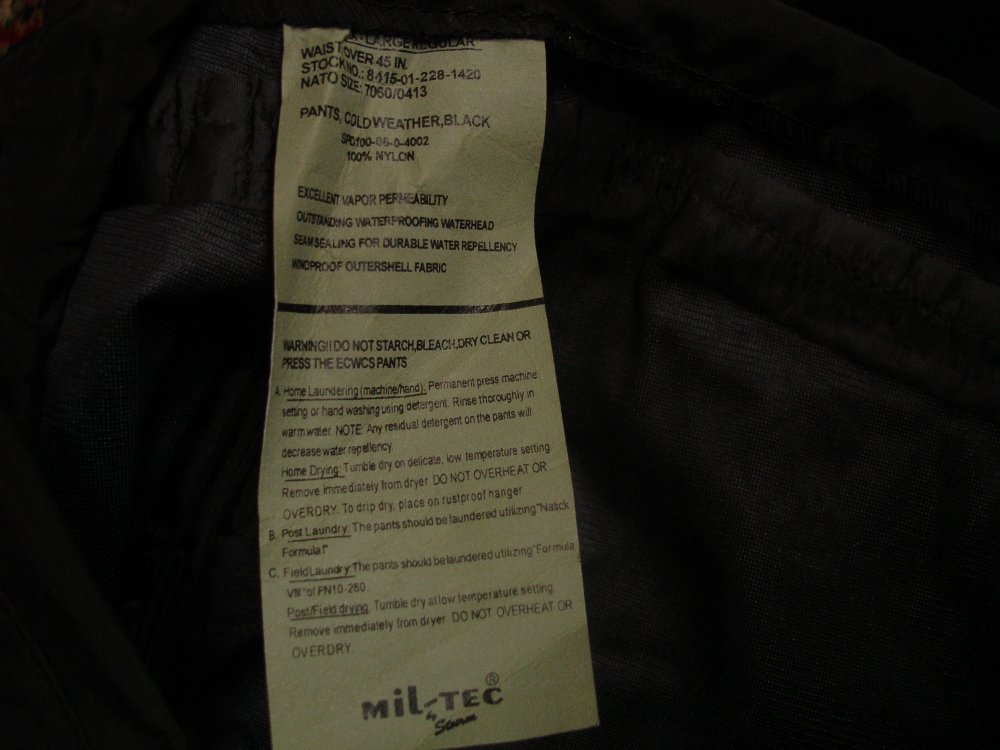 X-LARGE REGULAR
WAIST, OVER 45 IN.
STOCK NO.: 8415-01-228-1420
NATO SIZE: 7060/0413
PANTS, COLD WEATHER, BLACK
SP0100-06-0-4002
100% NYLON
EXCELLENT VAPOR PERMEABILITY
OUTSTANDING WATERPROOFING WATERHEAD
SEAM SEALING FOR DURABLE WATER REPELLENCY
WINDPROOF OUTERSHELL FABRIC
WARNING!! DO NOT STARCH, BLEACH, DRY CLEAN OR
PRESS THE ECWCS PANTS
A. Home Laundering (machine/hand): Permanent press machine
setting or hand washing using detergent. Rinse thoroughly in
warm water. NOTE: Any residual detergent on the pants will
decrease water repellency
Home Drying: Tumble dry on delicate, low temperature setting.
Remove immediately from dryer. DO NOT OVERHEAT OR
OVERDRY. To drip dry, place on rustproof hanger
B. Post Laundry: The pants should be laundered utilizing "Natick
Formula I"
C. Field Laundry: The pants should be laundered utilizing "Formula
VIII" of FN10-280
Post/Field drying: Tumble dry at low temperature setting.
Remove immediately from dryer. DO NOT OVERHEAT OR
OVERDRY.
MIL-TEC ®
by Sturm